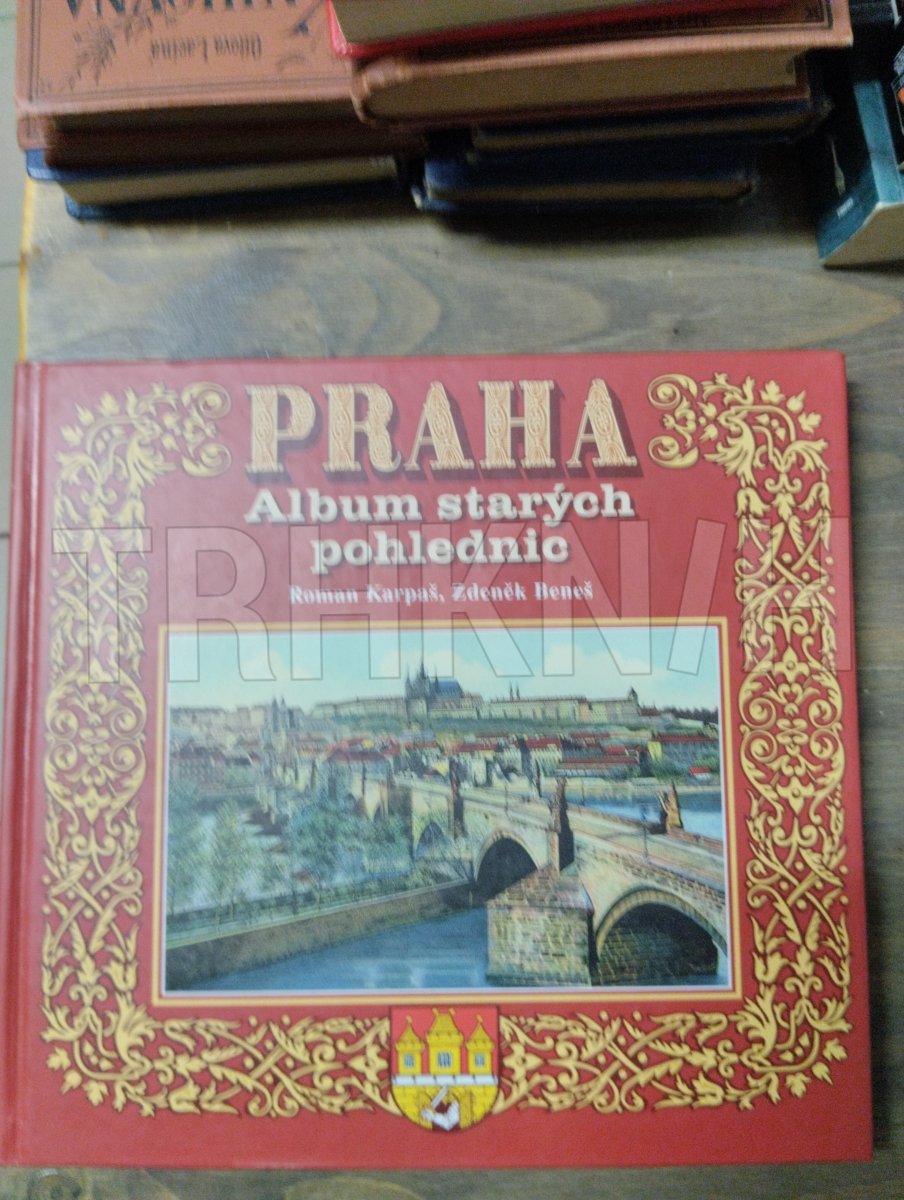 PRAHA
Album starých
pohlednic
Roman Karpaš, Zdeněk Beneš
TRHKNIH